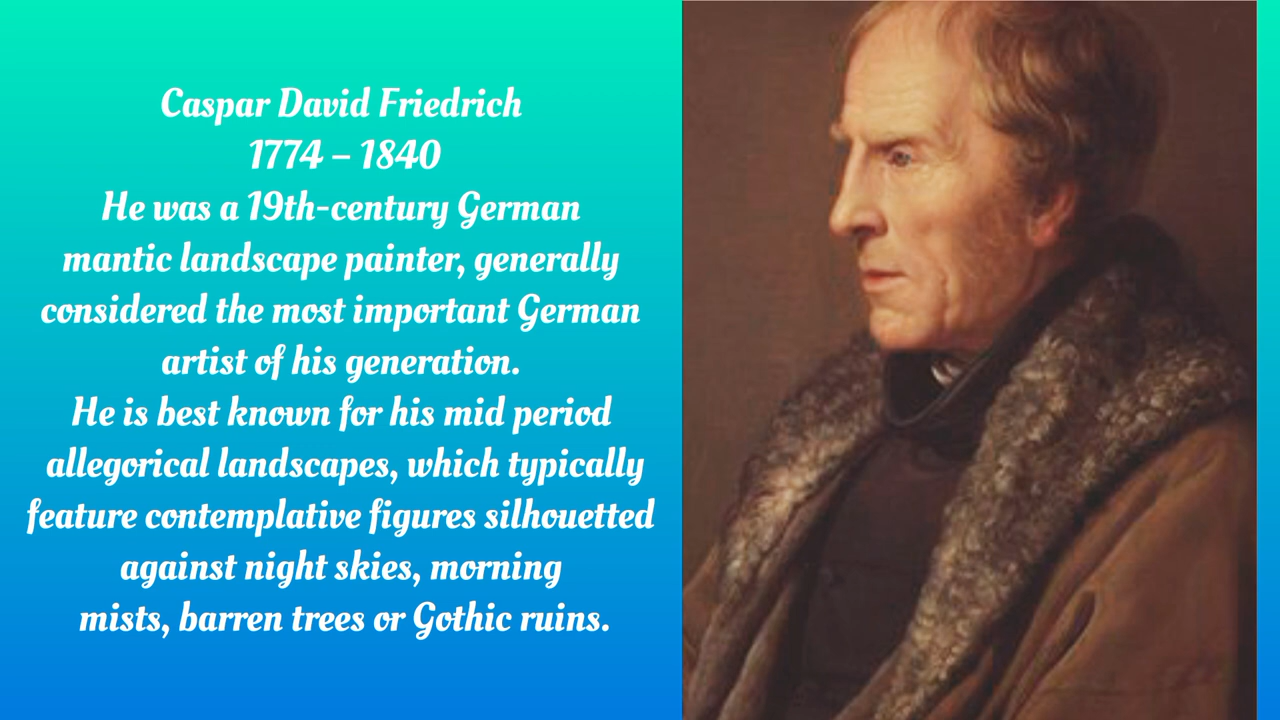 Caspar David Friedrich
1774 – 1840
He was a 19th-century German
mantic landscape painter, generally
considered the most important German
artist of his generation.
He is best known for his mid period
allegorical landscapes, which typically
feature contemplative figures silhouetted
against night skies, morning
mists, barren trees or Gothic ruins.